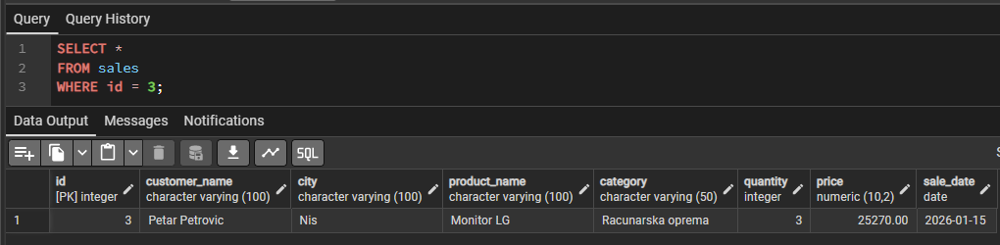 Query Query History
1 SELECT *
2 FROM sales
3 WHERE id = 3;
Data Output Messages Notifications
SQL
id customer_name city product_name category quantity price sale_date
[PK] integer character varying (100) character varying (100) character varying (100) character varying (50) integer numeric (10,2) date
1 3 Petar Petrovic Nis Monitor LG Racunarska oprema 3 25270.00 2026-01-15